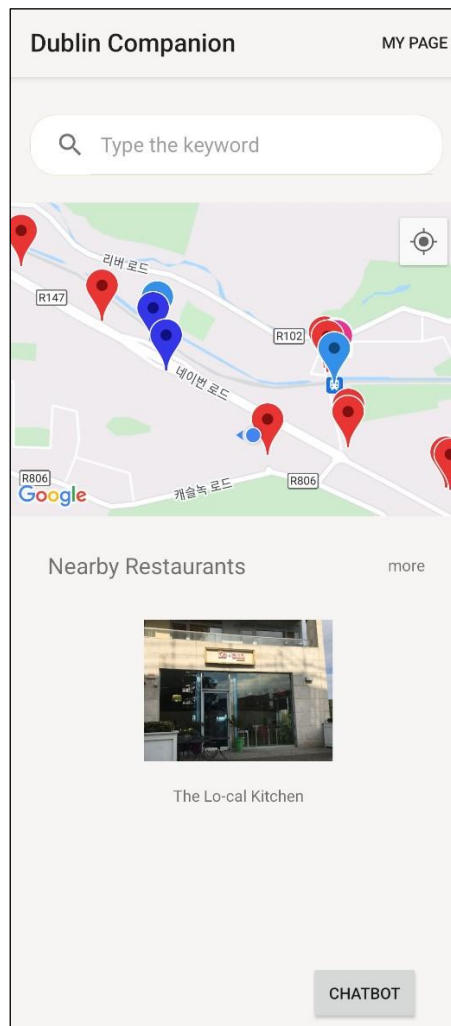 Dublin Companion
MY PAGE
Type the keyword
리버 로드
R147
R102
네이번 로드
R806
캐슬녹 로드
R806
Google
Nearby Restaurants
more
The Lo-cal Kitchen
CHATBOT